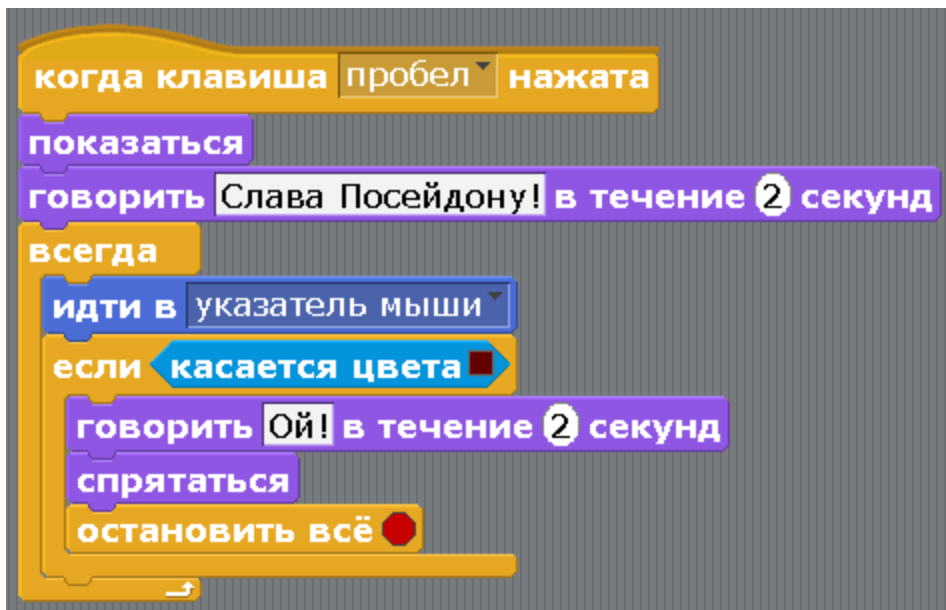 когда клавиша пробел нажата
показаться
говорить Слава Посейдону! в течение 2 секунд
всегда
идти в указатель мыши
если касается цвета
говорить Ой! в течение 2 секунд
спрятаться
остановить всё